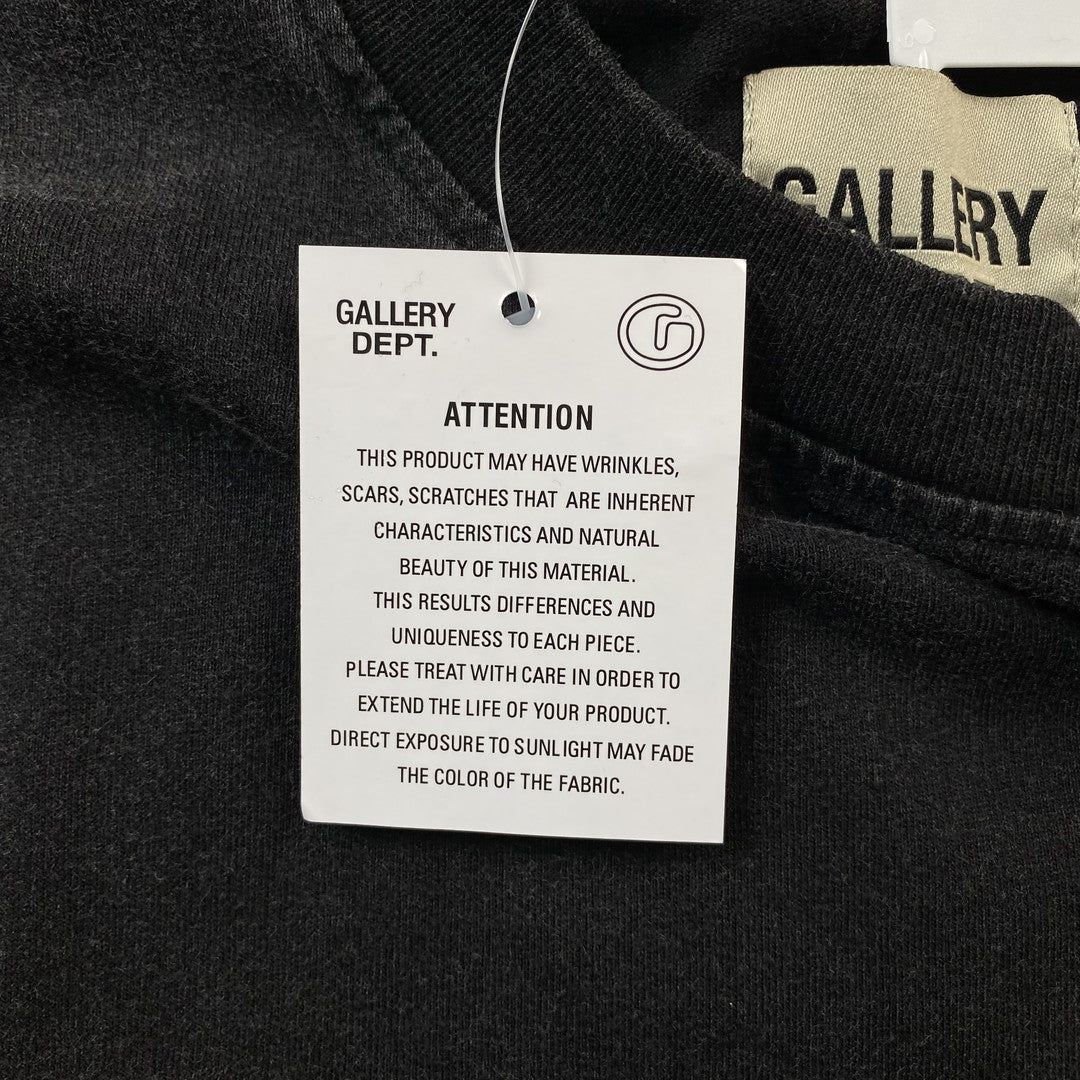 GALLERY
GALLERY
DEPT.
ATTENTION
THIS PRODUCT MAY HAVE WRINKLES,
SCARS, SCRATCHES THAT ARE INHERENT
CHARACTERISTICS AND NATURAL
BEAUTY OF THIS MATERIAL.
THIS RESULTS DIFFERENCES AND
UNIQUENESS TO EACH PIECE.
PLEASE TREAT WITH CARE IN ORDER TO
EXTEND THE LIFE OF YOUR PRODUCT.
DIRECT EXPOSURE TO SUNLIGHT MAY FADE
THE COLOR OF THE FABRIC.